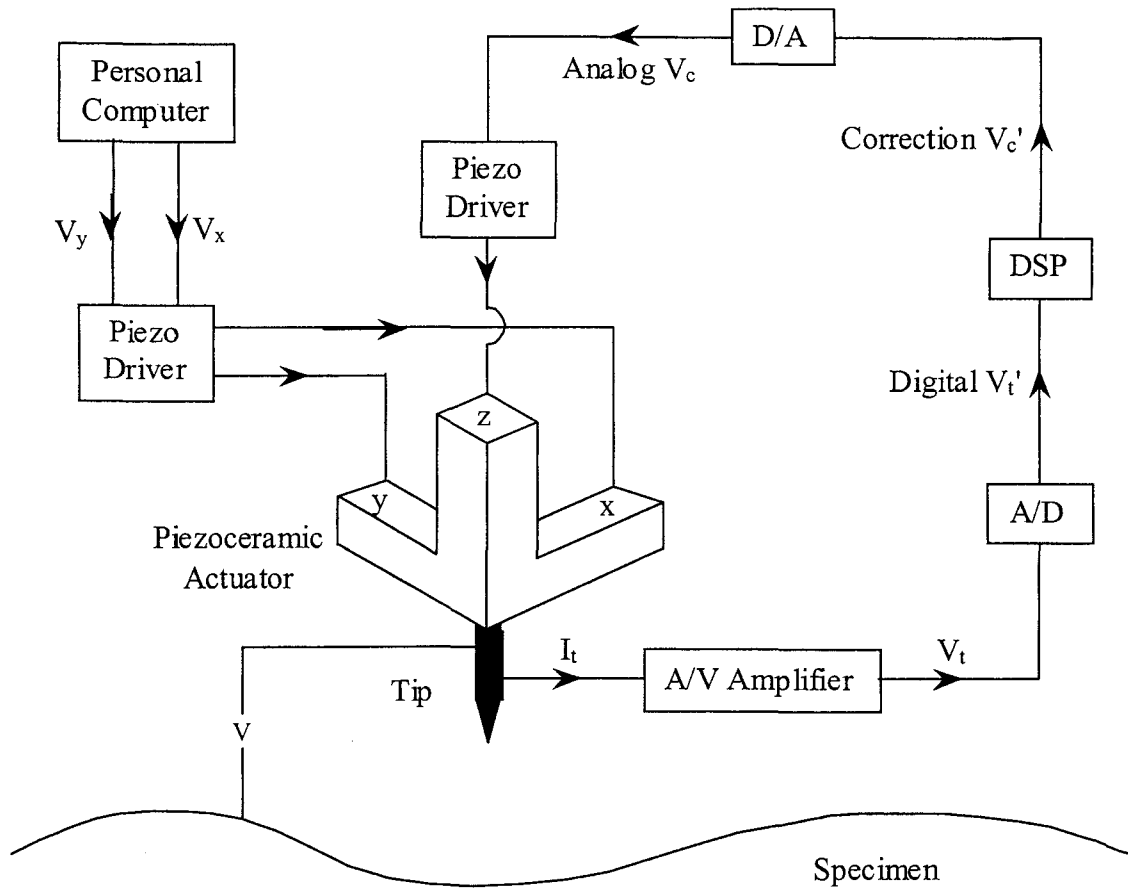 D/A
Personal
Computer
Analog Vc
Correction Vc'
Piezo
Driver
Vy
Vx
DSP
Piezo
Driver
Digital Vt'
z
y
x
A/D
Piezoceramic
Actuator
It
A/V Amplifier
Vt
Tip
V
Specimen